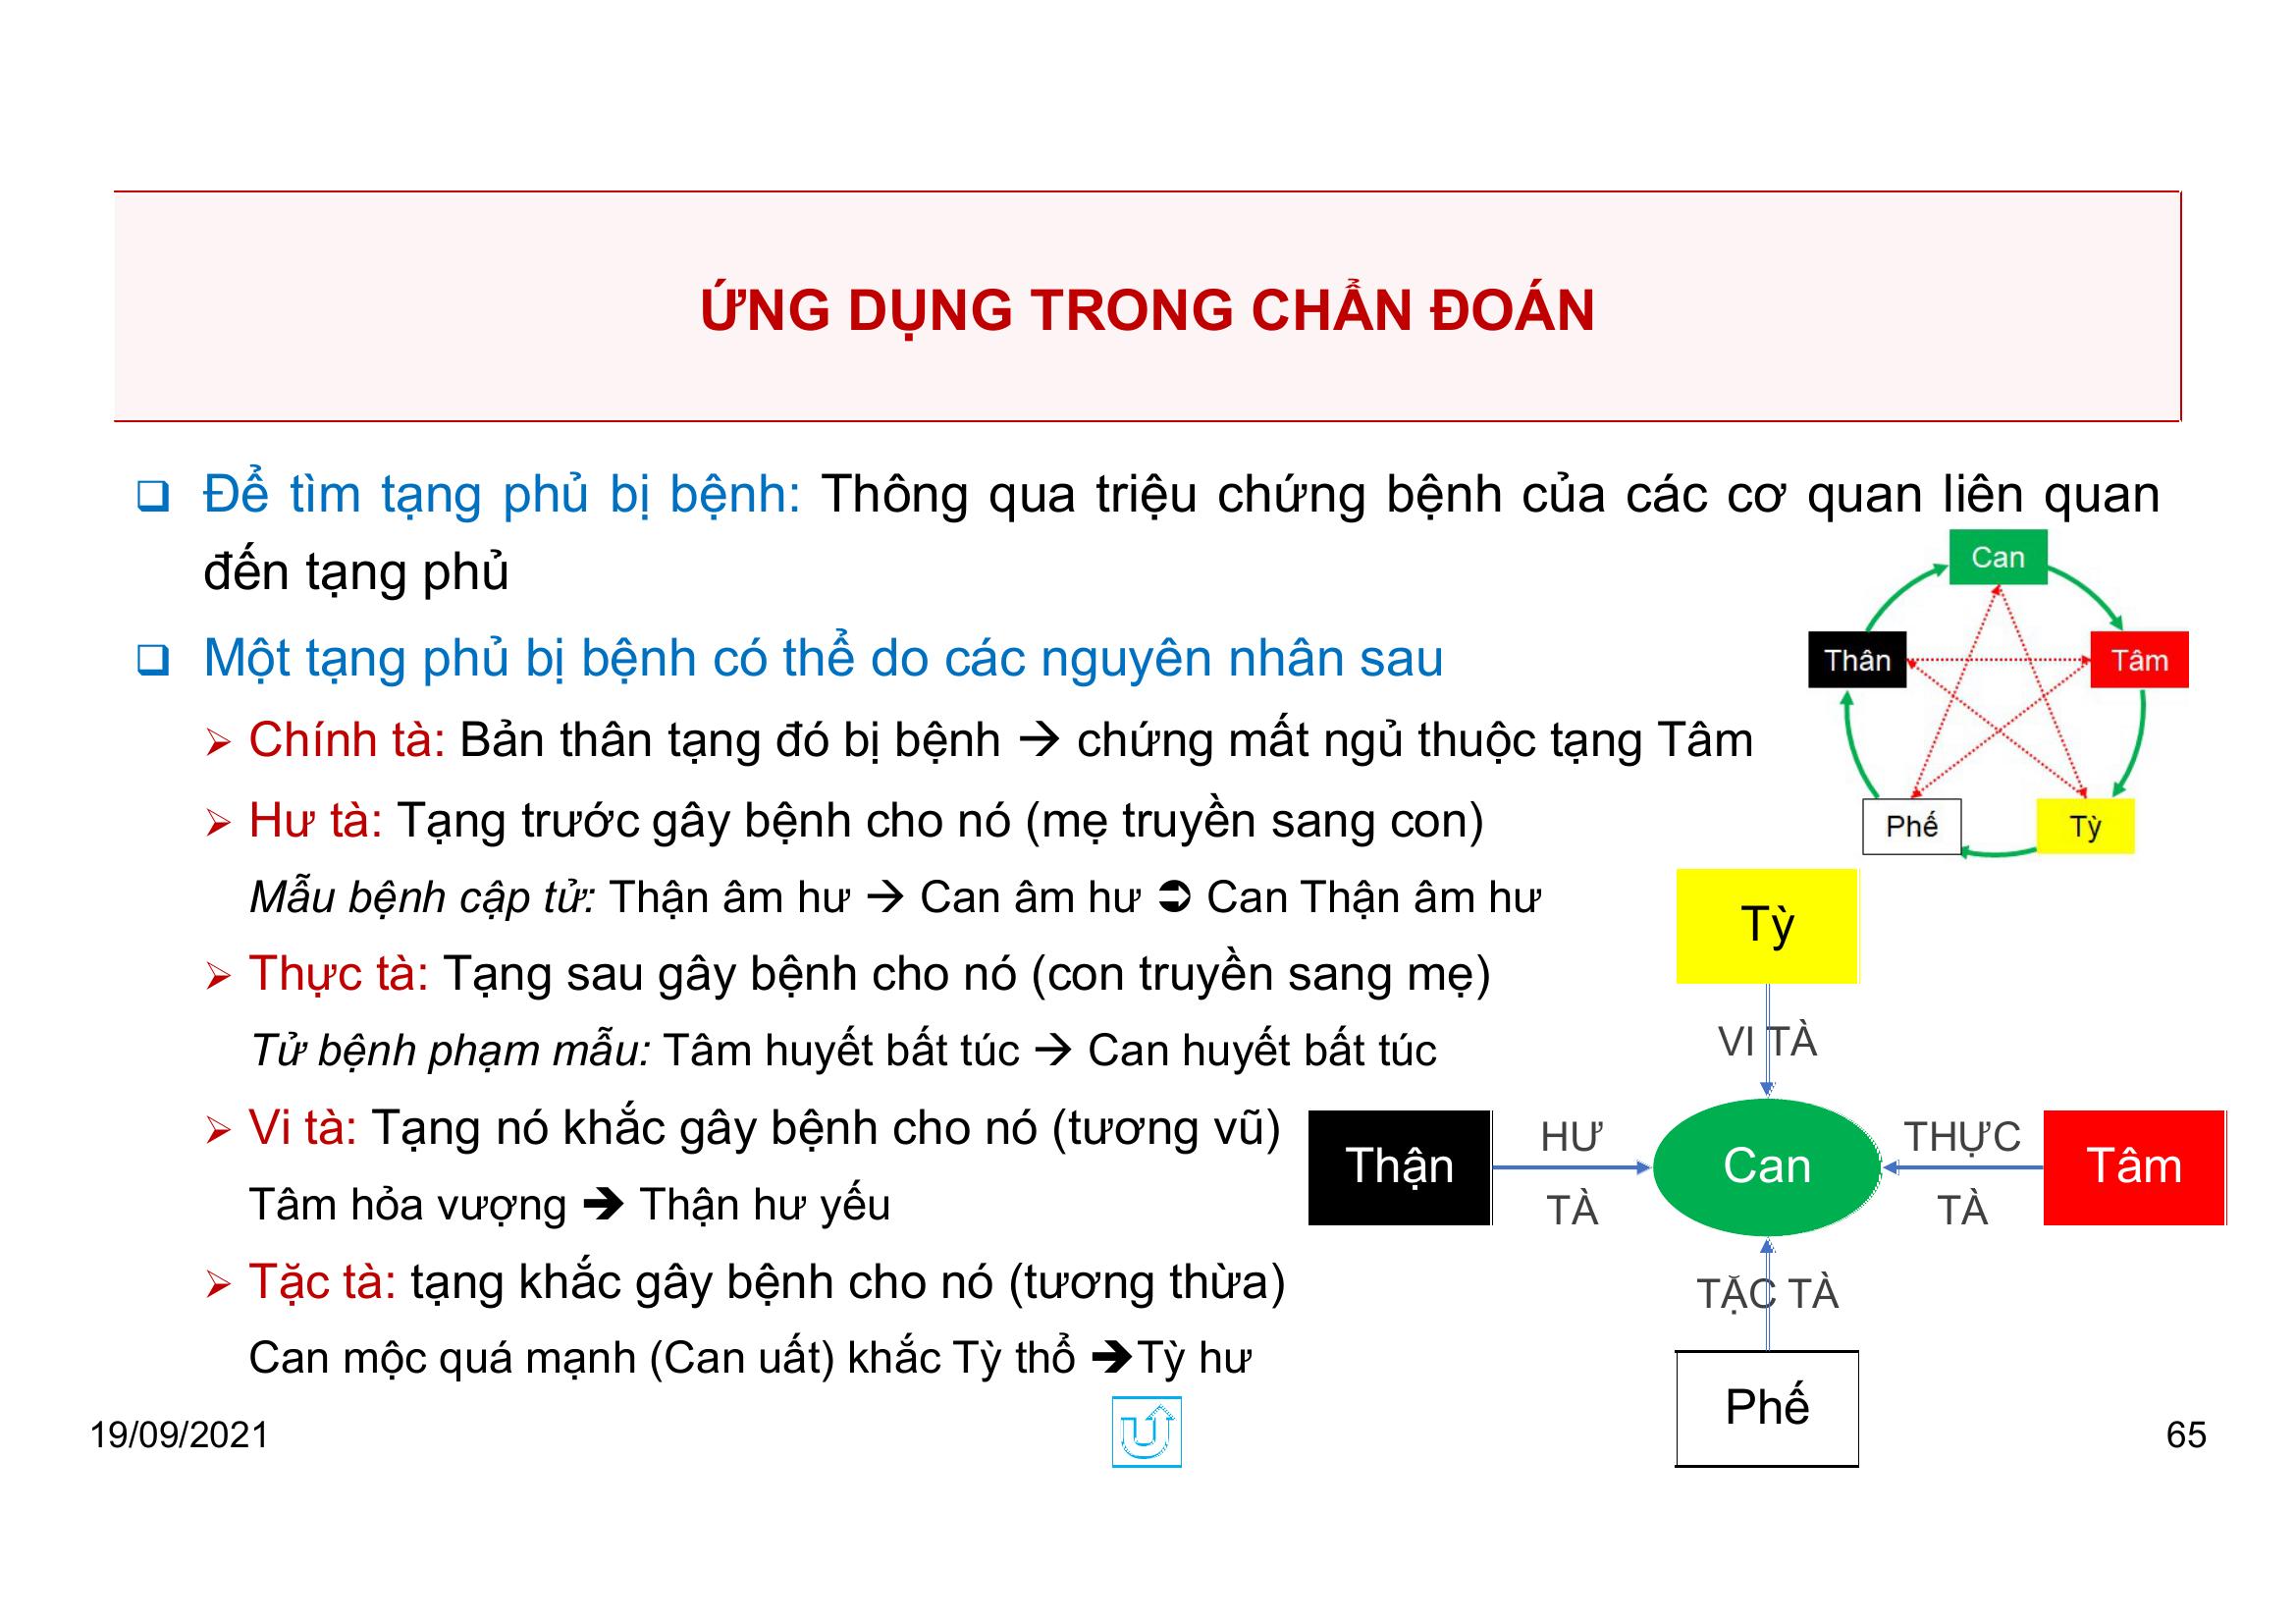 ỨNG DỤNG TRONG CHẨN ĐOÁN
❑ Để tìm tạng phủ bị bệnh: Thông qua triệu chứng bệnh của các cơ quan liên quan
đến tạng phủ
❑ Một tạng phủ bị bệnh có thể do các nguyên nhân sau
➢ Chính tà: Bản thân tạng đó bị bệnh → chứng mất ngủ thuộc tạng Tâm
➢ Hư tà: Tạng trước gây bệnh cho nó (mẹ truyền sang con)
Mẫu bệnh cập tử: Thận âm hư → Can âm hư ➲ Can Thận âm hư
➢ Thực tà: Tạng sau gây bệnh cho nó (con truyền sang mẹ)
Tử bệnh phạm mẫu: Tâm huyết bất túc → Can huyết bất túc
➢ Vi tà: Tạng nó khắc gây bệnh cho nó (tương vũ)
Tâm hỏa vượng ➔ Thận hư yếu
➢ Tặc tà: tạng khắc gây bệnh cho nó (tương thừa)
Can mộc quá mạnh (Can uất) khắc Tỳ thổ ➔Tỳ hư
Can
Thân
Tâm
Phế
Tỳ
Tỳ
VI TÀ
Thận
HƯ
TÀ
Can
THỰC
TÀ
Tâm
TẶC TÀ
Phế
19/09/2021
65